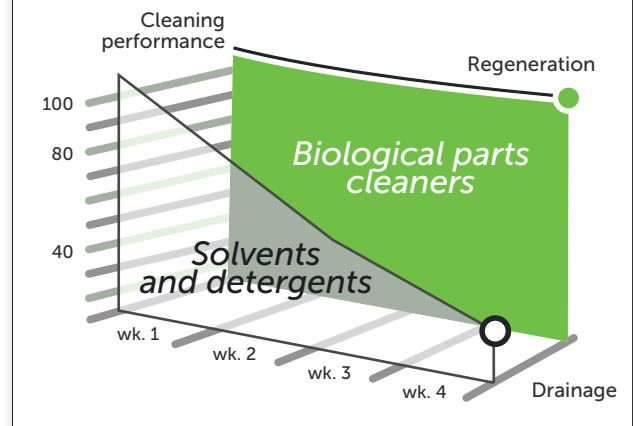 Cleaning
performance
Regeneration
100
80
40
Biological parts
cleaners
Solvents
and detergents
wk. 1
wk. 2
wk. 3
wk. 4
Drainage